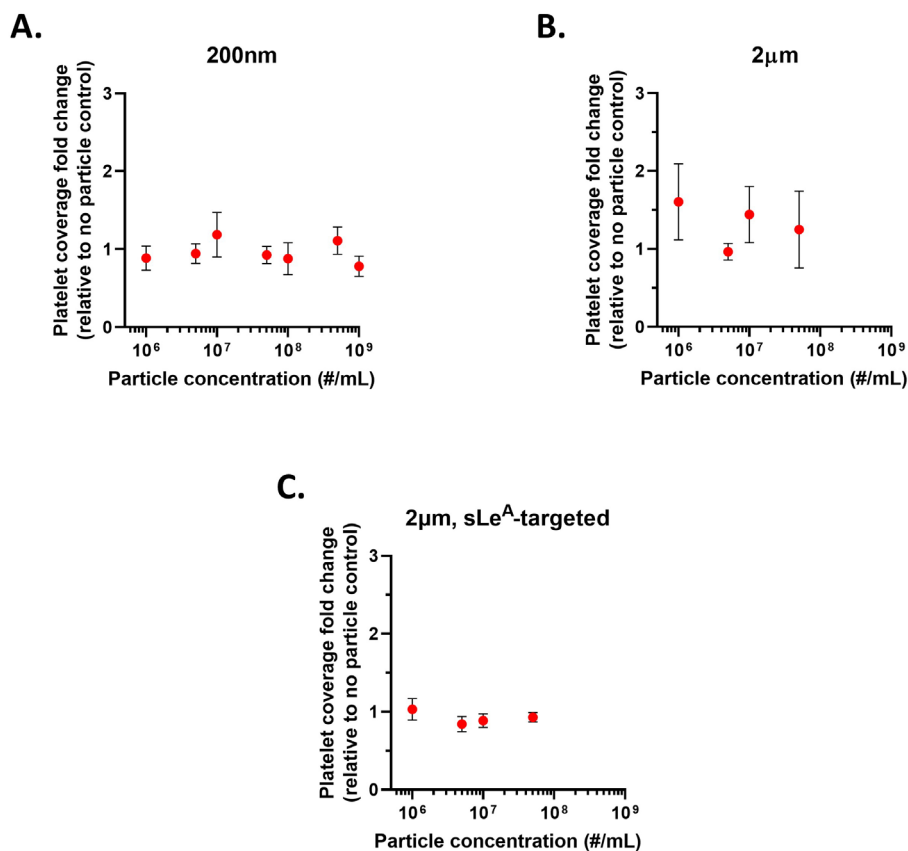 A.
200nm
Platelet coverage fold change
(relative to no particle control)
3
2
1
0
10⁶ 10⁷ 10⁸ 10⁹
Particle concentration (#/mL)
B.
2μm
Platelet coverage fold change
(relative to no particle control)
3
2
1
0
10⁶ 10⁷ 10⁸ 10⁹
Particle concentration (#/mL)
C.
2µm, sLeᴬ-targeted
Platelet coverage fold change
(relative to no particle control)
3
2
1
0
10⁶ 10⁷ 10⁸ 10⁹
Particle concentration (#/mL)